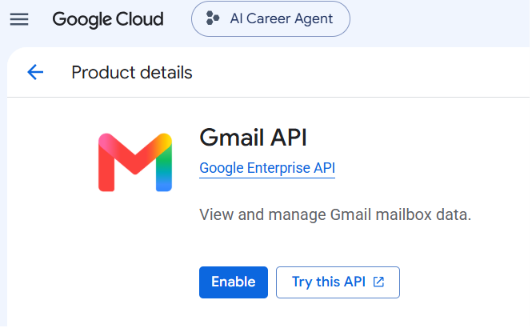 Google Cloud
AI Career Agent
Product details
Gmail API
Google Enterprise API
View and manage Gmail mailbox data.
Enable
Try this API